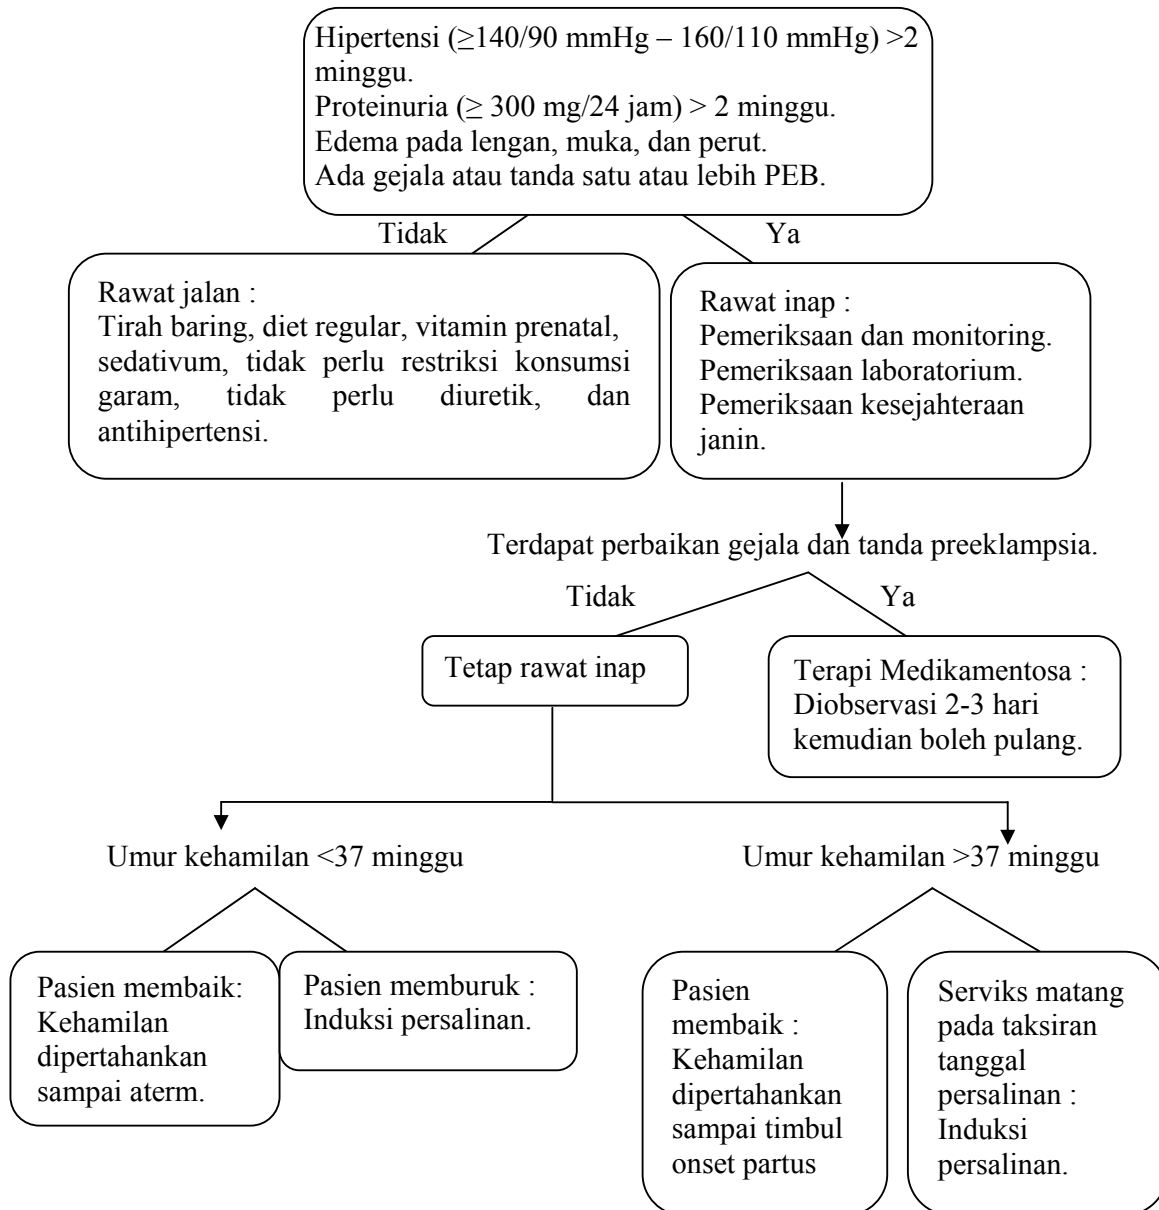 Hipertensi (≥140/90 mmHg – 160/110 mmHg) >2
minggu.
Proteinuria (≥ 300 mg/24 jam) > 2 minggu.
Edema pada lengan, muka, dan perut.
Ada gejala atau tanda satu atau lebih PEB.
Tidak
Ya
Rawat jalan :
Tirah baring, diet regular, vitamin prenatal,
sedativum, tidak perlu restriksi konsumsi
garam, tidak perlu diuretik, dan
antihipertensi.
Rawat inap :
Pemeriksaan dan monitoring.
Pemeriksaan laboratorium.
Pemeriksaan kesejahteraan
janin.
Terdapat perbaikan gejala dan tanda preeklampsia.
Tidak
Ya
Tetap rawat inap
Terapi Medikamentosa :
Diobservasi 2-3 hari
kemudian boleh pulang.
Umur kehamilan <37 minggu
Umur kehamilan >37 minggu
Pasien membaik:
Kehamilan
dipertahankan
sampai aterm.
Pasien memburuk :
Induksi persalinan.
Pasien
membaik :
Kehamilan
dipertahankan
sampai timbul
onset partus
Serviks matang
pada taksiran
tanggal
persalinan :
Induksi
persalinan.